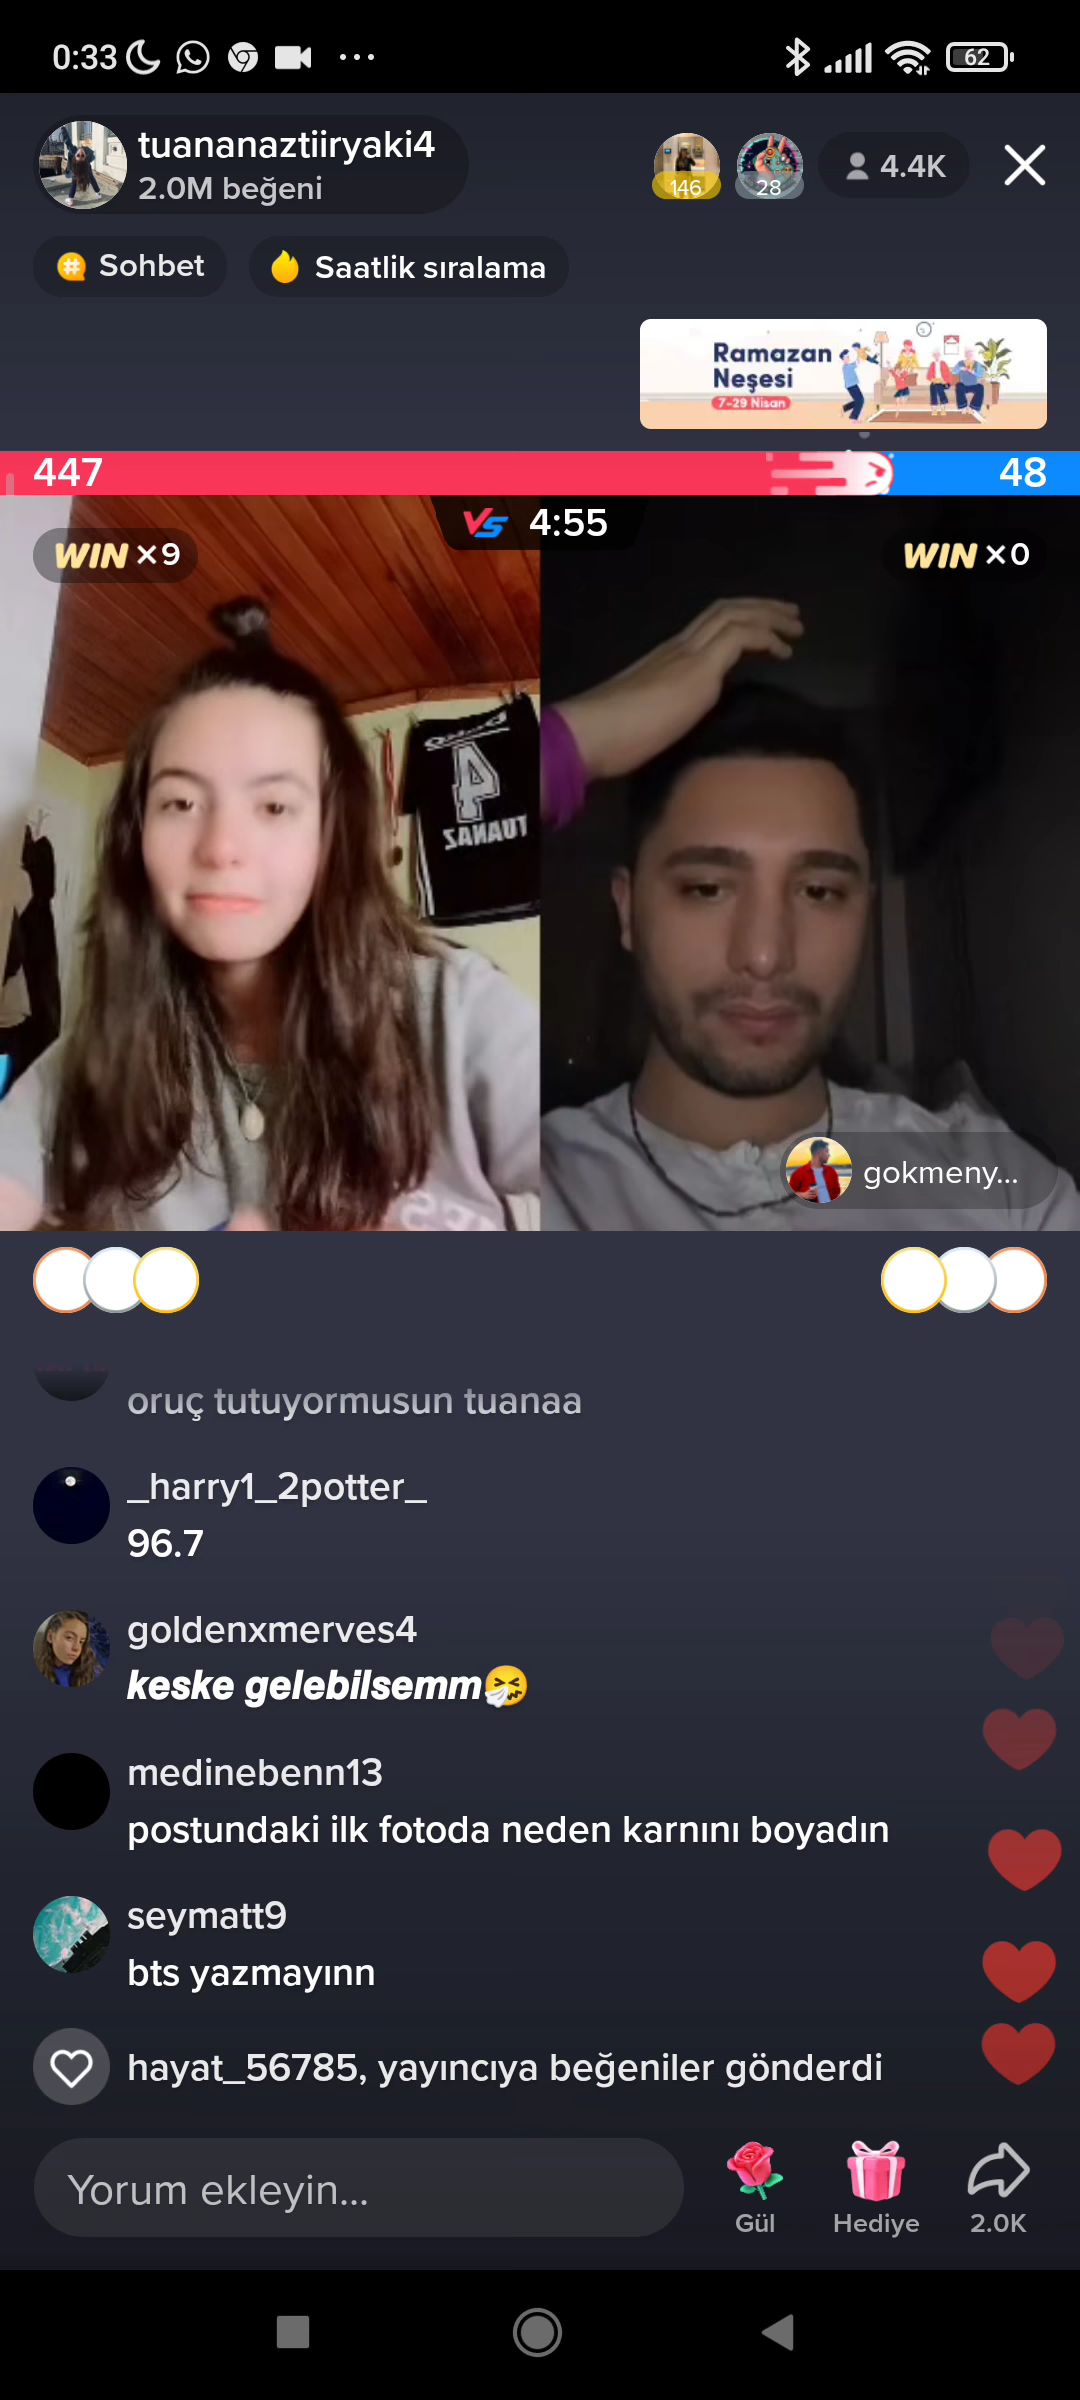 0:33
62
tuananaztiiryaki4
2.0M beğeni
146
28
4.4K
Sohbet
Saatlik sıralama
Ramazan
Neşesi
7-29 Nisan
447
48
VS 4:55
WIN ×9
WIN ×0
4
TUANAZ
gokmeny...
oruç tutuyormusun tuanaa
_harry1_2potter_
96.7
goldenxmerves4
keske gelebilsemm🤧
medinebenn13
postundaki ilk fotoda neden karnını boyadın
seymatt9
bts yazmayınn
hayat_56785, yayıncıya beğeniler gönderdi
Yorum ekleyin...
Gül
Hediye
2.0K